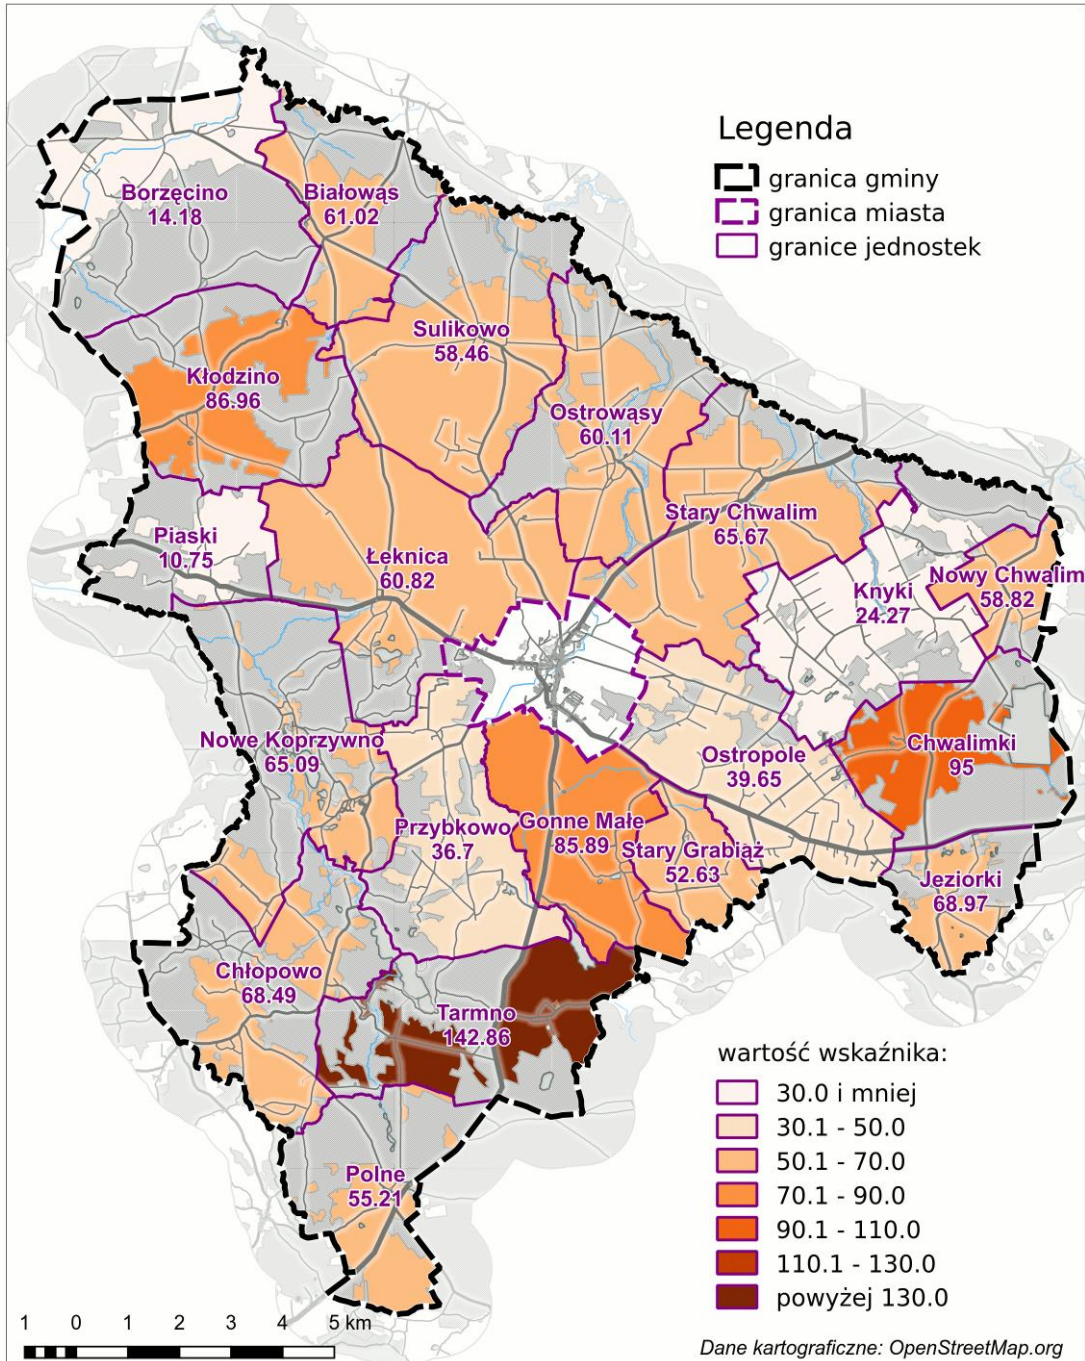 Legenda
granica gminy
granica miasta
granice jednostek
Borzęcino
14.18
Białowąs
61.02
Sulikowo
58.46
Kłodzino
86.96
Ostrowąsy
60.11
Stary Chwalim
65.67
Piaski
10.75
Łeknica
60.82
Knyki
24.27
Nowy Chwalim
58.82
Nowe Koprzywno
65.09
Ostropole
39.65
Chwalimki
95
Przybkowo
36.7
Gonne Małe
85.89
Stary Grabiąż
52.63
Jeziorki
68.97
Chłopowo
68.49
Tarmno
142.86
Polne
55.21
wartość wskaźnika:
30.0 i mniej
30.1 - 50.0
50.1 - 70.0
70.1 - 90.0
90.1 - 110.0
110.1 - 130.0
powyżej 130.0
1 0 1 2 3 4 5 km
Dane kartograficzne: OpenStreetMap.org